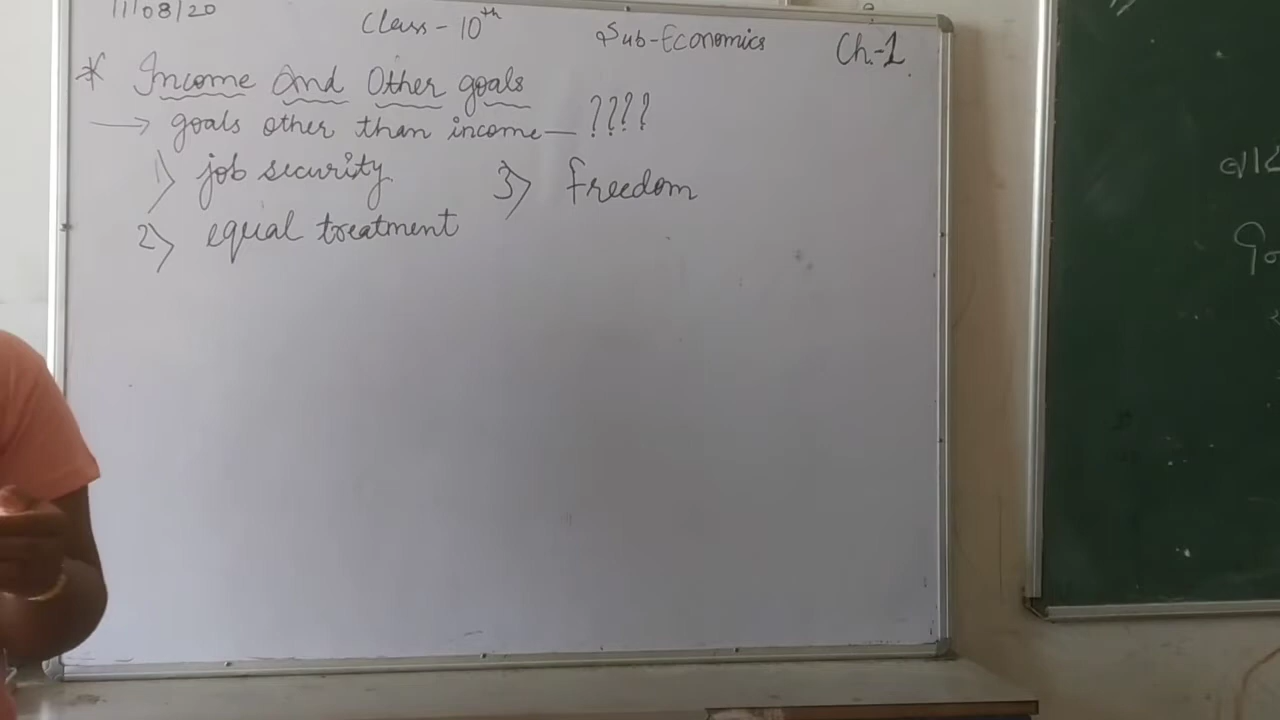 11/08/20 Class - 10th Sub-Economics Ch.-1
* Income And Other goals
→ goals other than income — ????
1) job security 3) freedom
2) equal treatment